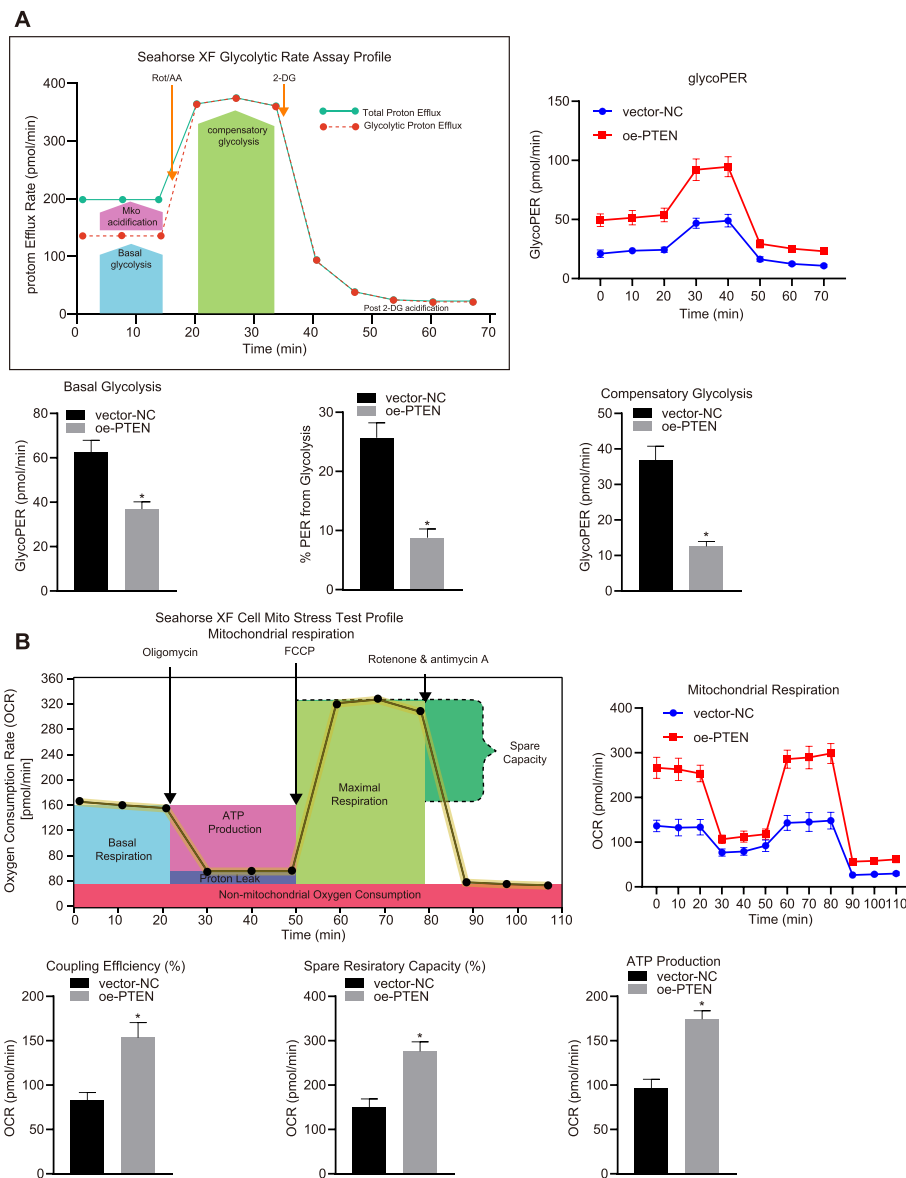 A
Seahorse XF Glycolytic Rate Assay Profile
Rot/AA
2-DG
400
300
200
100
0
protom Efflux Rate (pmol/min)
Total Proton Efflux
Glycolytic Proton Efflux
compensatory
glycolysis
Mko
acidification
Basal
glycolysis
Post 2-DG acidification
0 10 20 30 40 50 60 70
Time (min)
glycoPER
150
100
50
0
GlycoPER (pmol/min)
vector-NC
oe-PTEN
0 10 20 30 40 50 60 70
Time (min)
Basal Glycolysis
80
60
40
20
0
GlycoPER (pmol/min)
vector-NC
oe-PTEN
*
30
20
10
0
% PER from Glycolysis
vector-NC
oe-PTEN
*
Compensatory Glycolysis
50
40
30
20
10
0
GlycoPER (pmol/min)
vector-NC
oe-PTEN
*
B
Seahorse XF Cell Mito Stress Test Profile
Mitochondrial respiration
Oligomycin
FCCP
Rotenone & antimycin A
360
320
280
240
200
160
120
80
80
0
Oxygen Consumption Rate (OCR)
[pmol/min]
Basal
Respiration
ATP
Production
Proton Leak
Maximal
Respiration
Spare
Capacity
Non-mitochondrial Oxygen Consumption
0 10 20 30 40 50 60 70 80 90 100 110
Time (min)
Mitochondrial Respiration
400
300
200
100
0
OCR (pmol/min)
vector-NC
oe-PTEN
0 10 20 30 40 50 60 70 80 90 100110
Time (min)
Coupling Efflciency (%)
200
150
100
50
0
OCR (pmol/min)
vector-NC
oe-PTEN
*
Spare Resiratory Capacity (%)
400
300
200
100
0
OCR (pmol/min)
vector-NC
oe-PTEN
*
ATP Production
200
150
100
50
0
OCR (pmol/min)
vector-NC
oe-PTEN
*